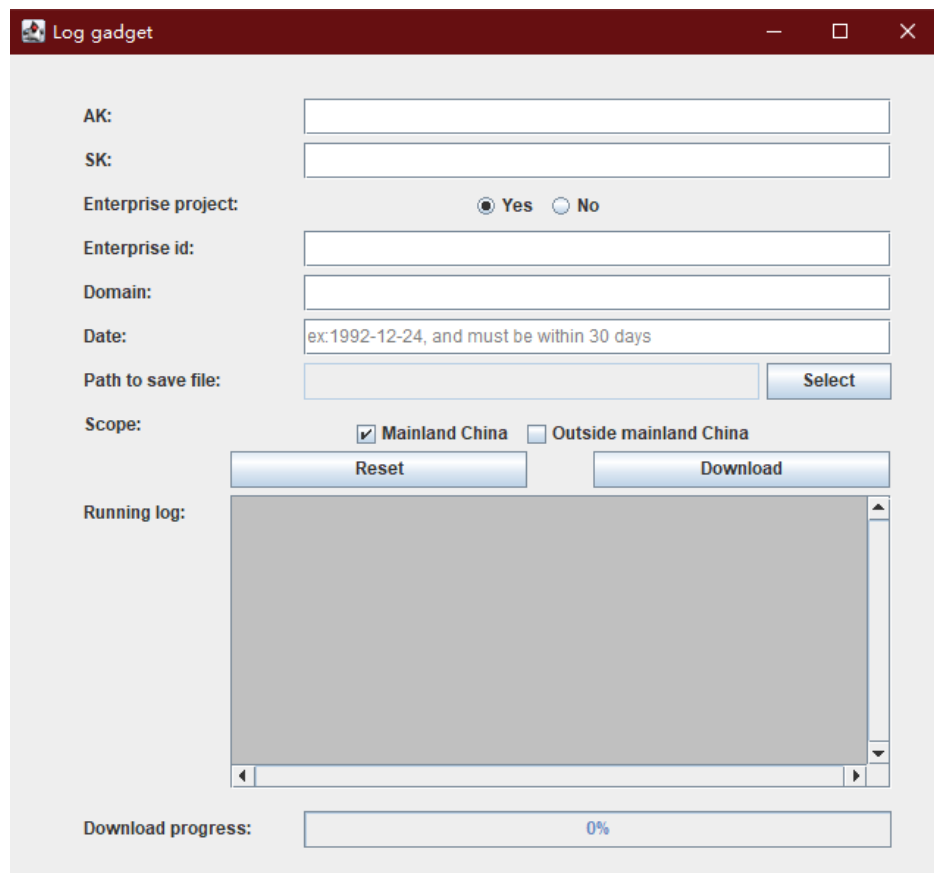 Log gadget
AK:
SK:
Enterprise project: Yes No
Enterprise id:
Domain:
Date: ex:1992-12-24, and must be within 30 days
Path to save file: Select
Scope: Mainland China Outside mainland China
Reset Download
Running log:
Download progress: 0%